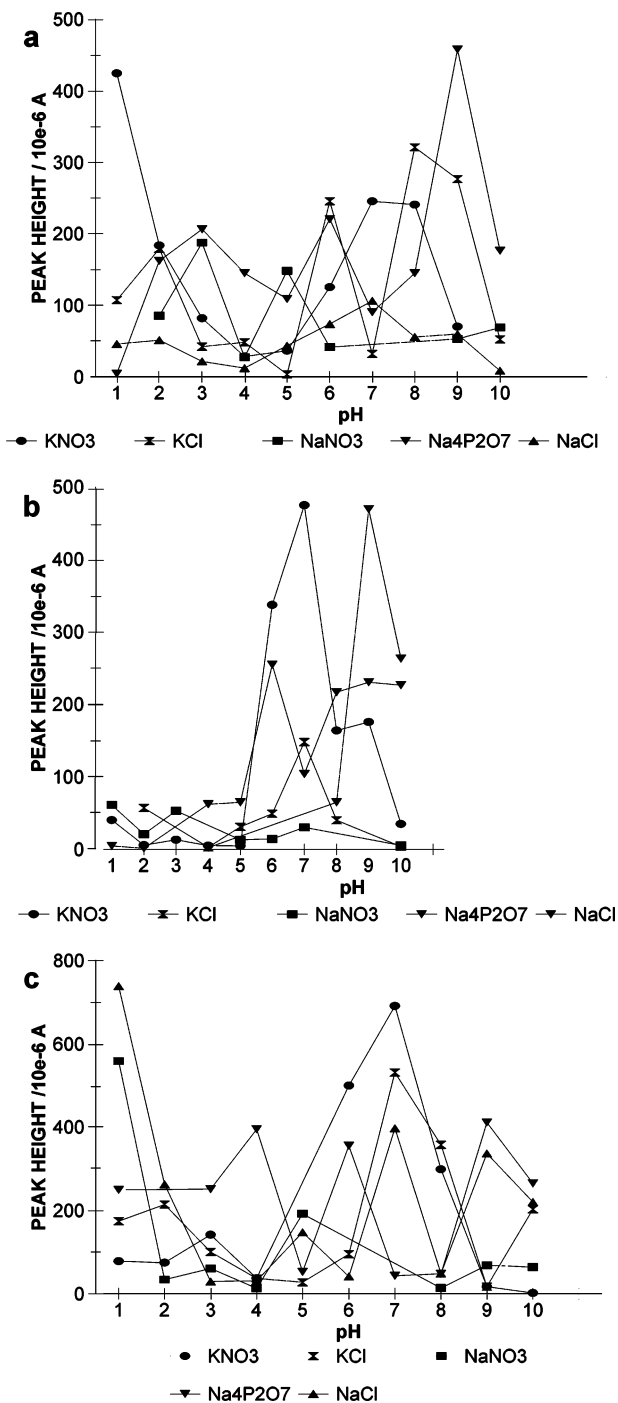 a
500
400
300
200
100
0
PEAK HEIGHT / 10e-6 A
1 2 3 4 5 6 7 8 9 10
pH
KNO3 KCl NaNO3 Na4P2O7 NaCl
b
500
400
300
200
100
0
PEAK HEIGHT /10e-6 A
1 2 3 4 5 6 7 8 9 10
pH
KNO3 KCl NaNO3 Na4P2O7 NaCl
c
800
600
400
200
0
PEAK HEIGHT /10e-6 A
1 2 3 4 5 6 7 8 9 10
pH
KNO3 KCl NaNO3
Na4P2O7 NaCl